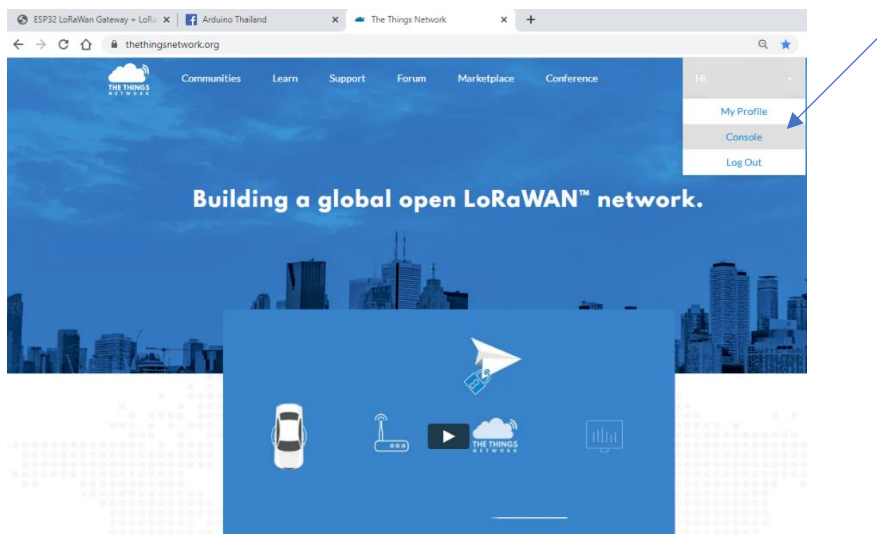 ESP32 LoRaWan Gateway + LoRa
Arduino Thailand
The Things Network
thethingsnetwork.org
THE THINGS
NETWORK
Communities Learn Support Forum Marketplace Conference
Hi
My Profile
Console
Log Out
Building a global open LoRaWAN™ network.
THE THINGS
NETWORK